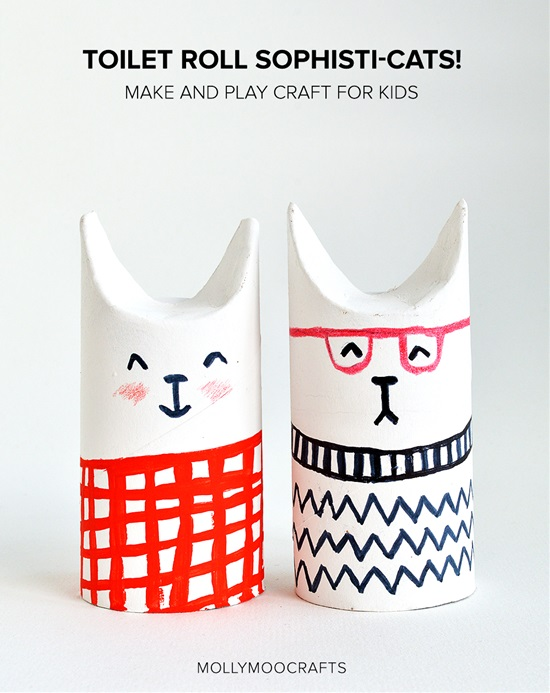 TOILET ROLL SOPHISTI-CATS!
MAKE AND PLAY CRAFT FOR KIDS
MOLLYMOOCRAFTS